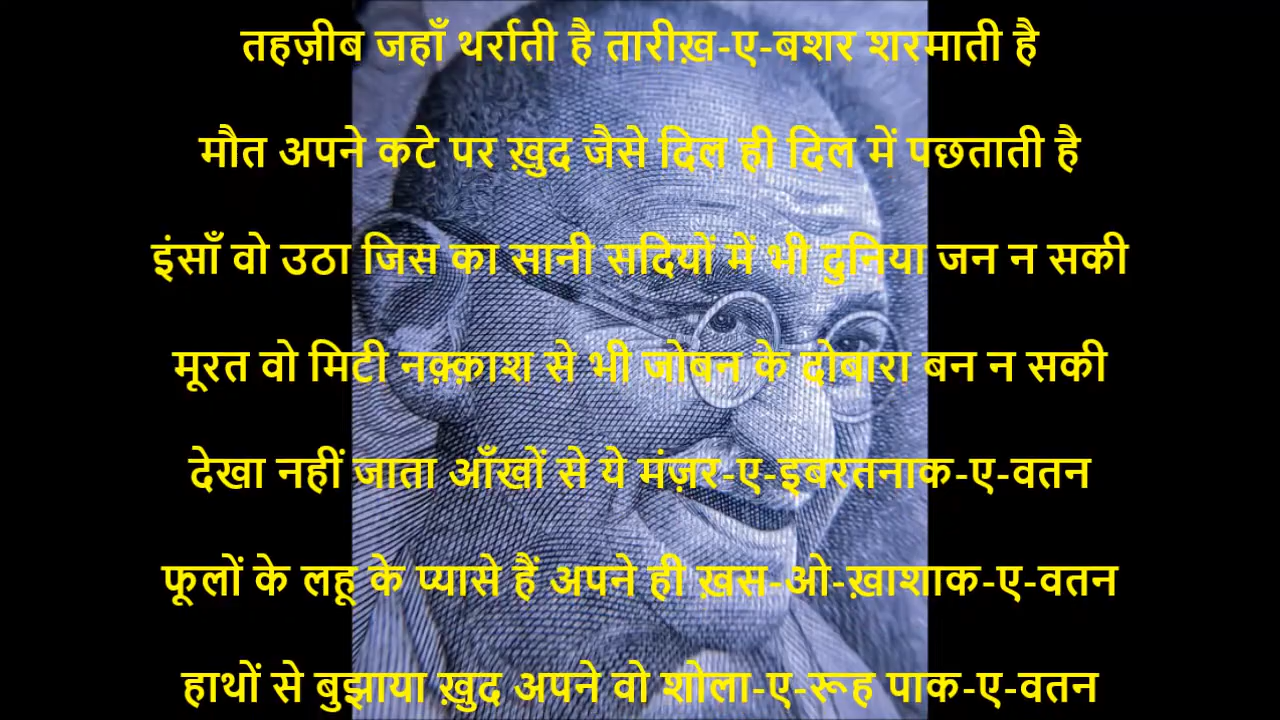 तहज़ीब जहाँ थर्राती है तारीख़-ए-बशर शरमाती है
मौत अपने कटे पर ख़ुद जैसे दिल ही दिल में पछताती है
इंसाँ वो उठा जिस का सानी सदियों में भी दुनिया जन न सकी
मूरत वो मिटी नक़्क़ाश से भी जोबन के दोबारा बन न सकी
देखा नहीं जाता आँखों से ये मंज़र-ए-इबरतनाक-ए-वतन
फूलों के लहू के प्यासे हैं अपने ही ख़स-ओ-ख़ाशाक-ए-वतन
हाथों से बुझाया ख़ुद अपने वो शोला-ए-रूह पाक-ए-वतन